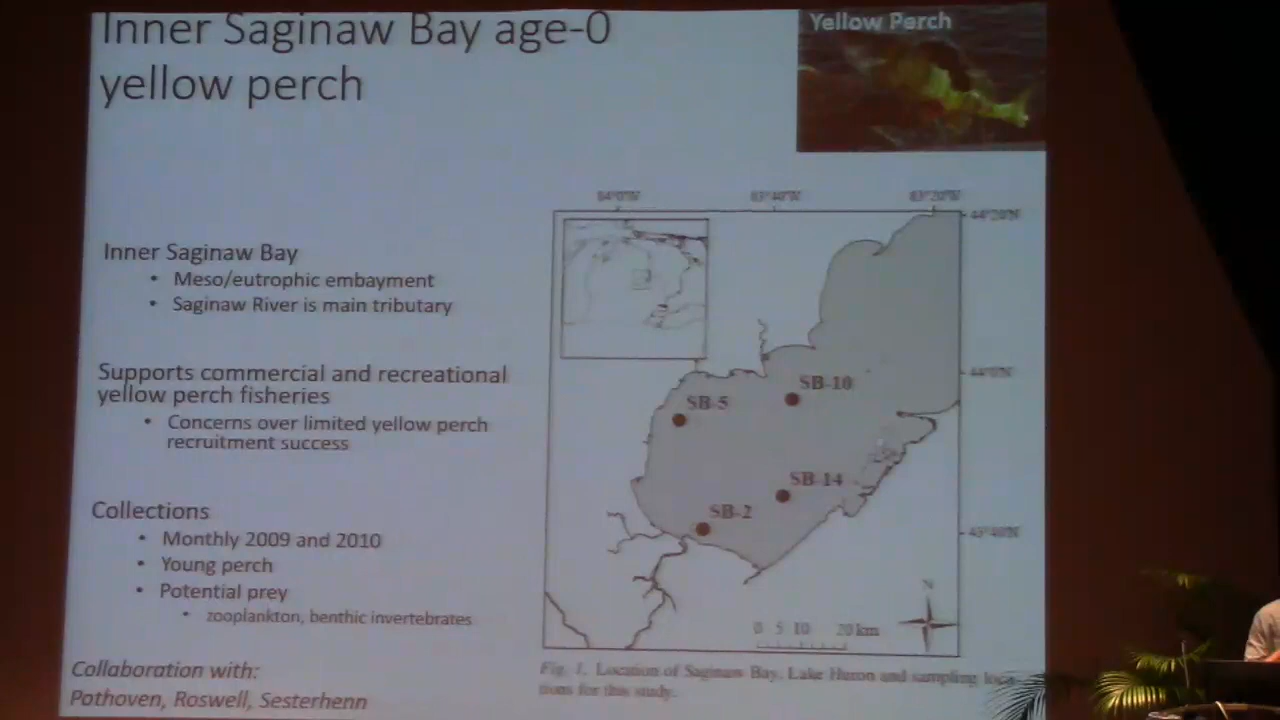 Inner Saginaw Bay age-0
yellow perch
Yellow Perch
Inner Saginaw Bay
• Meso/eutrophic embayment
• Saginaw River is main tributary
Supports commercial and recreational
yellow perch fisheries
• Concerns over limited yellow perch
recruitment success
Collections
• Monthly 2009 and 2010
• Young perch
• Potential prey
• zooplankton, benthic invertebrates
Collaboration with:
Pothoven, Roswell, Sesterhenn
84°0'W
83°40'W
83°20'W
44°20'N
44°0'N
43°40'N
SB-10
SB-5
SB-14
SB-2
N
0 5 10 20 km
Fig. 1. Location of Saginaw Bay, Lake Huron and sampling loca-
tions for this study.